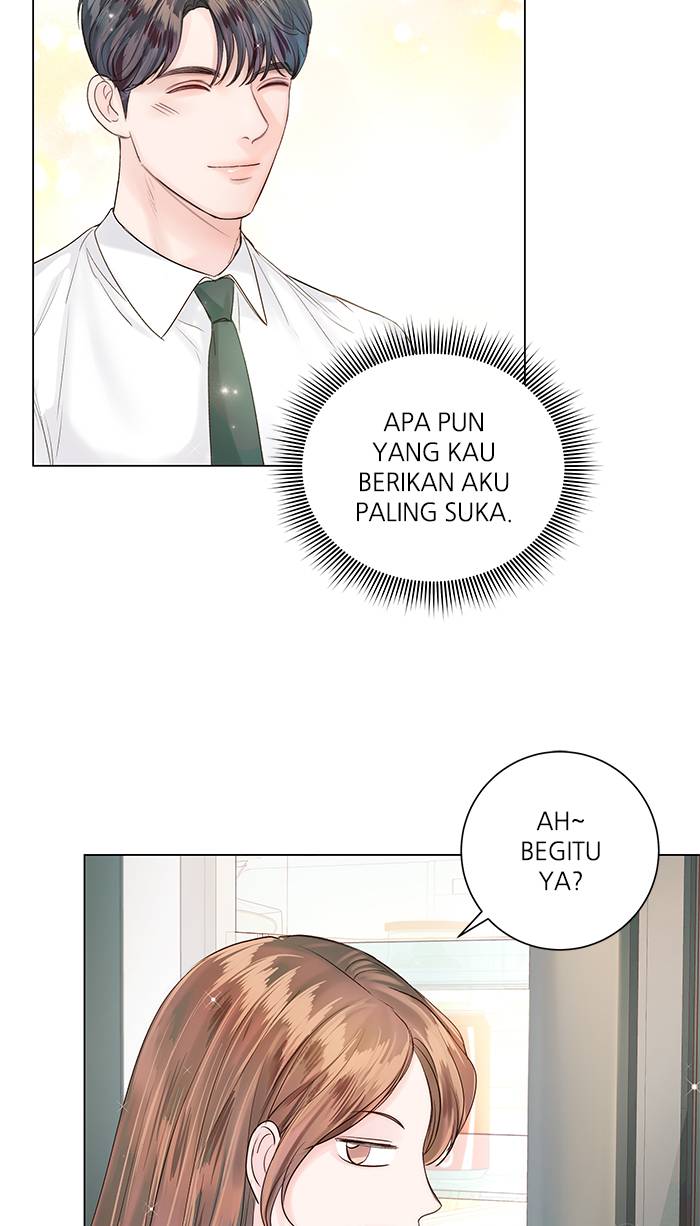 APA PUN
YANG KAU
BERIKAN AKU
PALING SUKA.
AH~
BEGITU
YA?